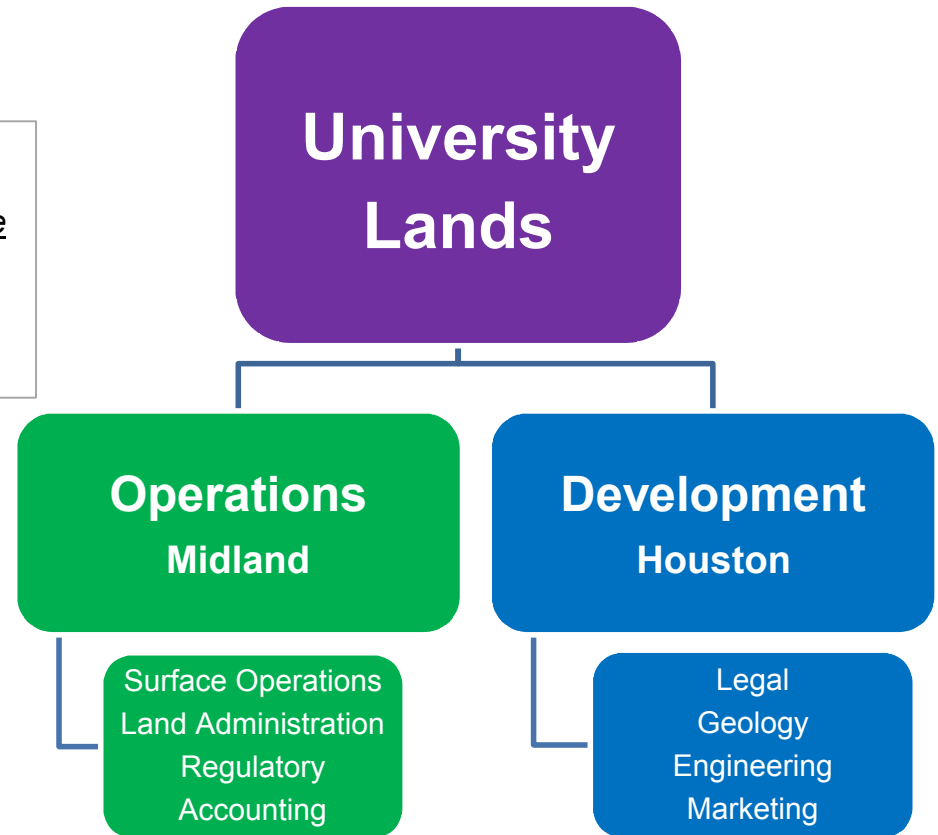 University
Lands
Operations
Midland
Development
Houston
Surface Operations
Land Administration
Regulatory
Accounting
Legal
Geology
Engineering
Marketing